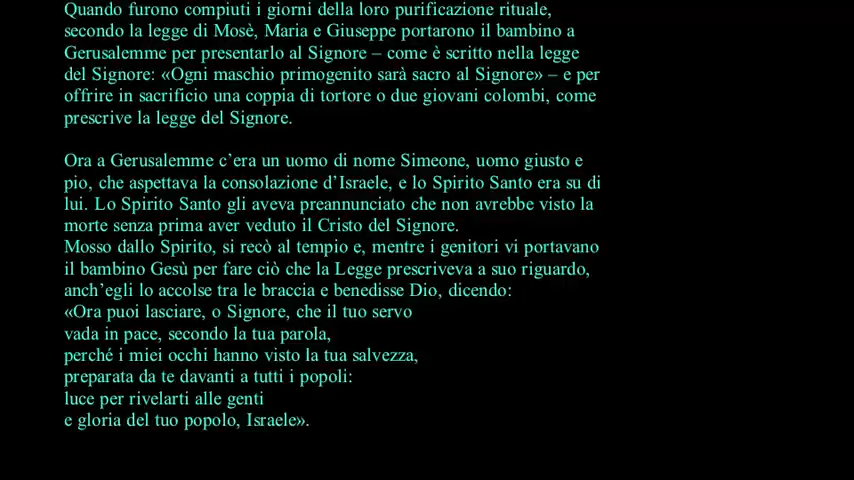 Quando furono compiuti i giorni della loro purificazione rituale,
secondo la legge di Mosè, Maria e Giuseppe portarono il bambino a
Gerusalemme per presentarlo al Signore – come è scritto nella legge
del Signore: «Ogni maschio primogenito sarà sacro al Signore» – e per
offrire in sacrificio una coppia di tortore o due giovani colombi, come
prescrive la legge del Signore.

Ora a Gerusalemme c’era un uomo di nome Simeone, uomo giusto e
pio, che aspettava la consolazione d’Israele, e lo Spirito Santo era su di
lui. Lo Spirito Santo gli aveva preannunciato che non avrebbe visto la
morte senza prima aver veduto il Cristo del Signore.
Mosso dallo Spirito, si recò al tempio e, mentre i genitori vi portavano
il bambino Gesù per fare ciò che la Legge prescriveva a suo riguardo,
anch’egli lo accolse tra le braccia e benedisse Dio, dicendo:
«Ora puoi lasciare, o Signore, che il tuo servo
vada in pace, secondo la tua parola,
perché i miei occhi hanno visto la tua salvezza,
preparata da te davanti a tutti i popoli:
luce per rivelarti alle genti
e gloria del tuo popolo, Israele».